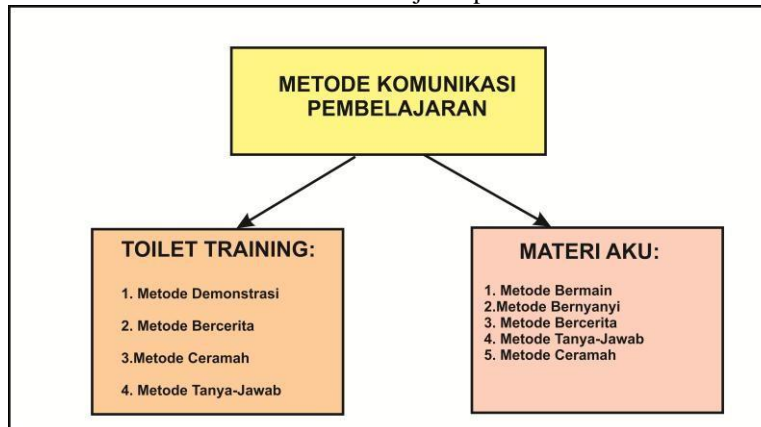 METODE KOMUNIKASI
PEMBELAJARAN
TOILET TRAINING:
1. Metode Demonstrasi
2. Metode Bercerita
3.Metode Ceramah
4. Metode Tanya-Jawab
MATERI AKU:
1. Metode Bermain
2.Metode Bernyanyi
3. Metode Bercerita
4. Metode Tanya-Jawab
5. Metode Ceramah